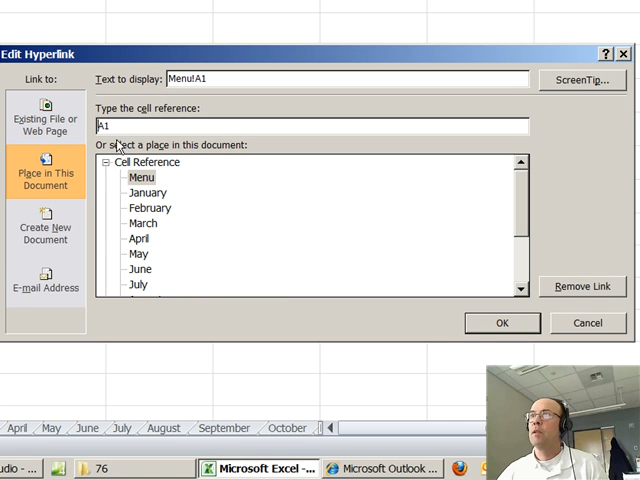 Edit Hyperlink
Link to:
Text to display:
Menu!A1
ScreenTip...
Existing File or
Web Page
Type the cell reference:
A1
Or select a place in this document:
Place in This
Document
Cell Reference
Menu
January
February
March
April
May
June
July
Create New
Document
E-mail Address
Remove Link
OK
Cancel
April May June July August September October
udio - ...
76
Microsoft Excel -...
Microsoft Outlook ...